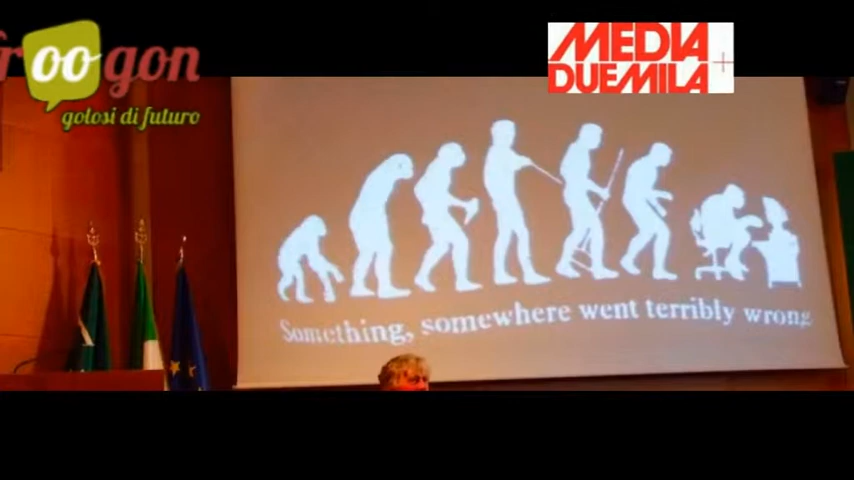 froogon
golosi di futuro
MEDIA
DUEMILA
+
Something, somewhere went terribly wrong